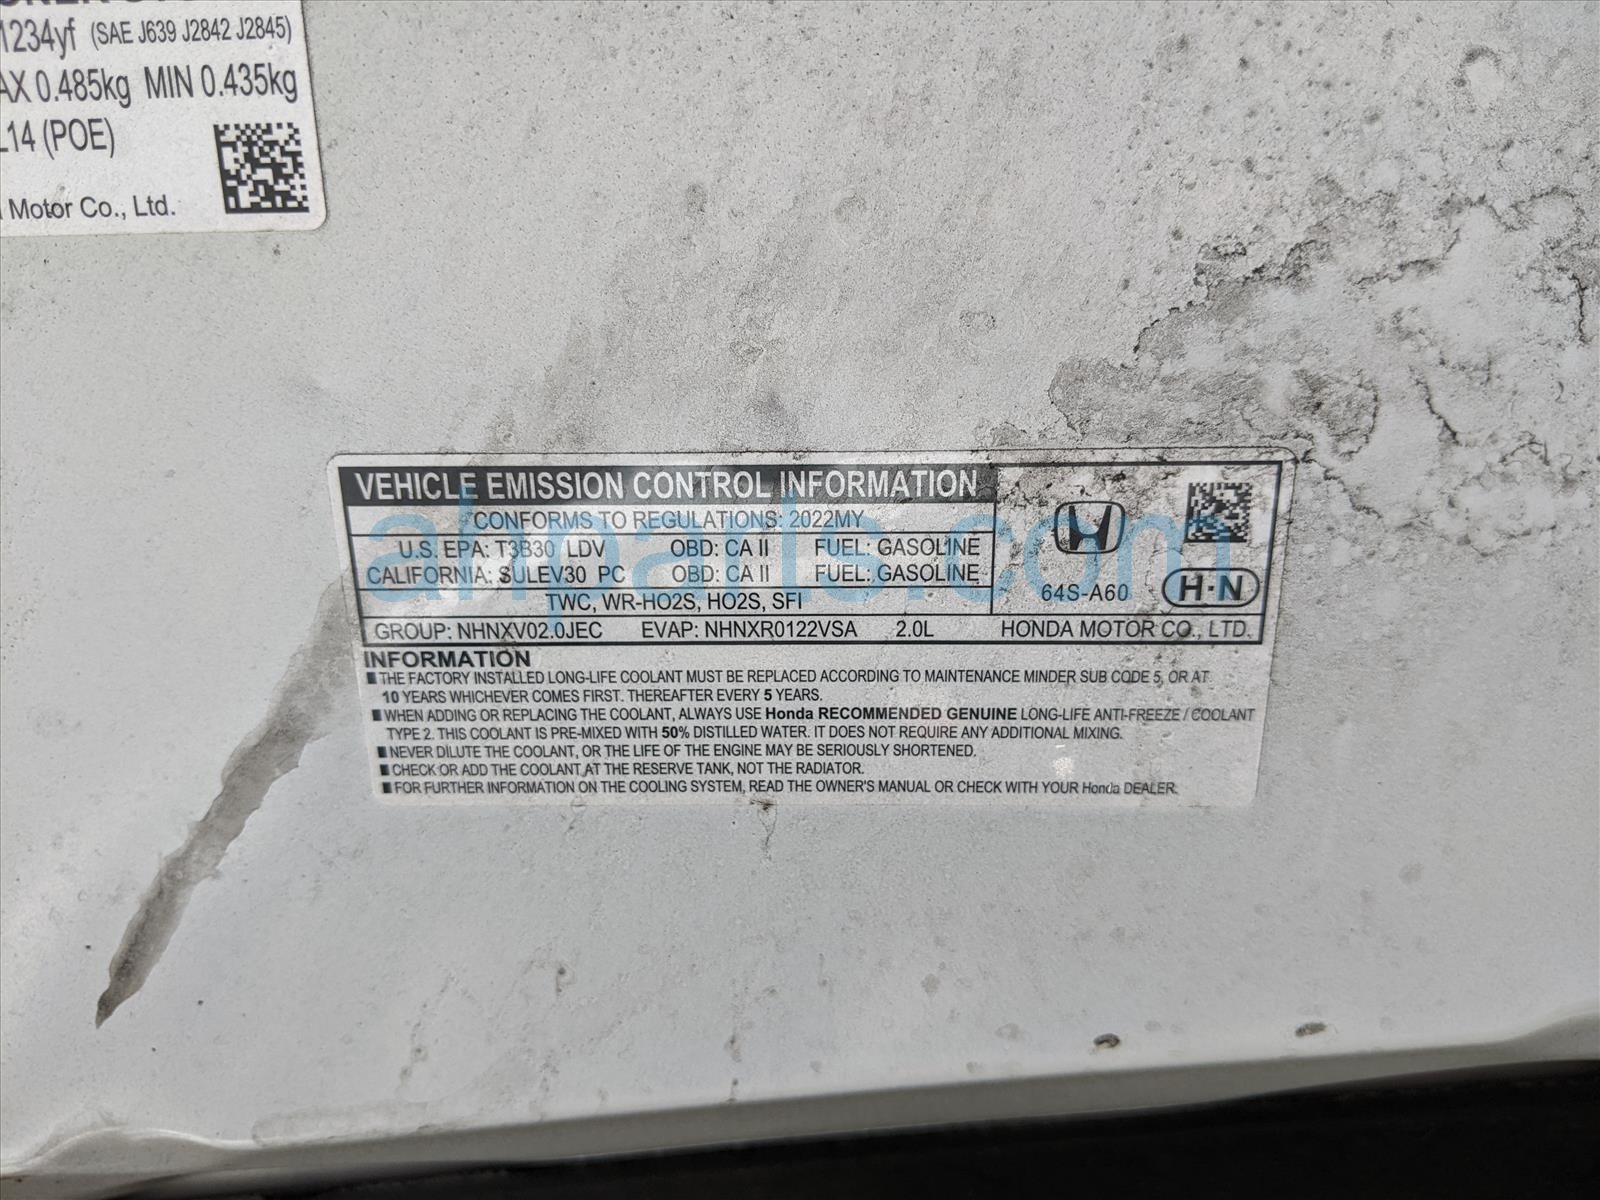 1234yf (SAE J639 J2842 J2845)
AX 0.485kg MIN 0.435kg
L14 (POE)
Motor Co., Ltd.
VEHICLE EMISSION CONTROL INFORMATION
CONFORMS TO REGULATIONS: 2022MY
U.S. EPA: T3B30 LDV OBD: CA II FUEL: GASOLINE
CALIFORNIA: SULEV30 PC OBD: CA II FUEL: GASOLINE
TWC, WR-HO2S, HO2S, SFI
64S-A60 H·N
GROUP: NHNXV02.0JEC EVAP: NHNXR0122VSA 2.0L HONDA MOTOR CO., LTD.
INFORMATION
■ THE FACTORY INSTALLED LONG-LIFE COOLANT MUST BE REPLACED ACCORDING TO MAINTENANCE MINDER SUB CODE 5, OR AT
10 YEARS WHICHEVER COMES FIRST. THEREAFTER EVERY 5 YEARS.
■ WHEN ADDING OR REPLACING THE COOLANT, ALWAYS USE Honda RECOMMENDED GENUINE LONG-LIFE ANTI-FREEZE / COOLANT
TYPE 2. THIS COOLANT IS PRE-MIXED WITH 50% DISTILLED WATER. IT DOES NOT REQUIRE ANY ADDITIONAL MIXING.
■ NEVER DILUTE THE COOLANT, OR THE LIFE OF THE ENGINE MAY BE SERIOUSLY SHORTENED.
■ CHECK OR ADD THE COOLANT AT THE RESERVE TANK, NOT THE RADIATOR.
■ FOR FURTHER INFORMATION ON THE COOLING SYSTEM, READ THE OWNER'S MANUAL OR CHECK WITH YOUR Honda DEALER.
ahparts.com